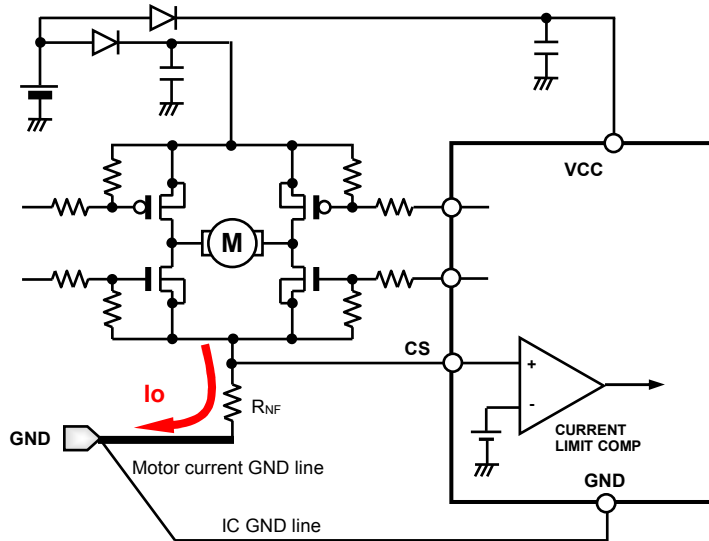 VCC
M
CS
+
-
Io
RNF
CURRENT
LIMIT COMP
GND
Motor current GND line
GND
IC GND line